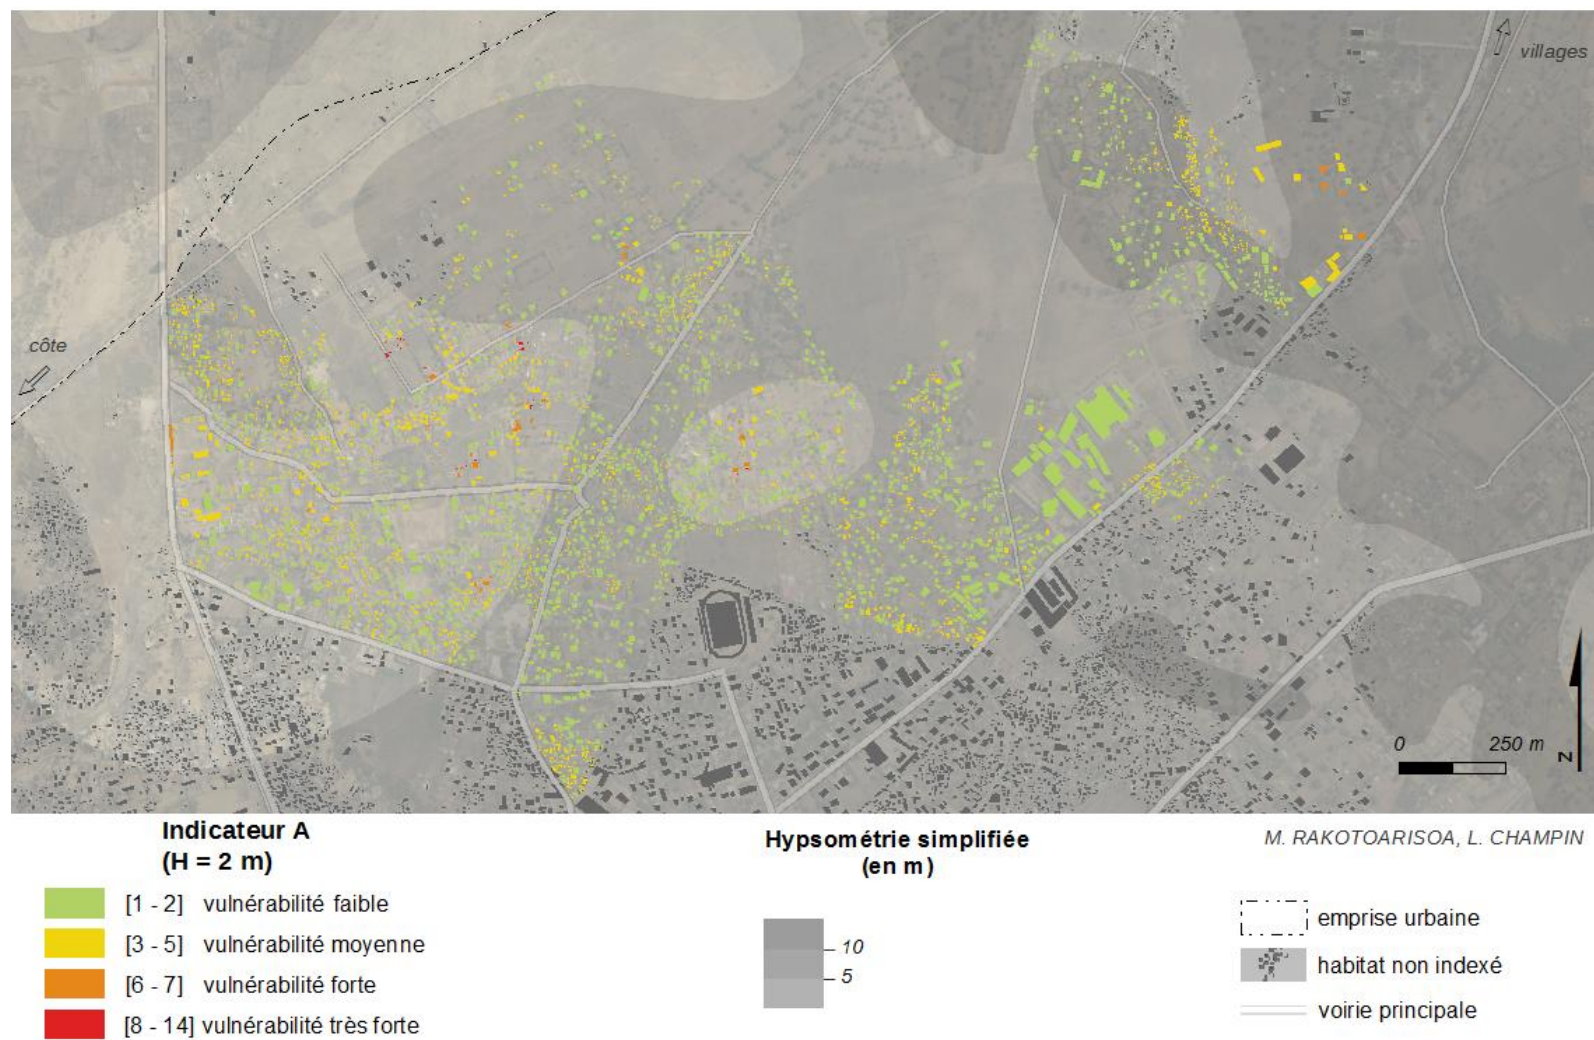 villages
côte
0 250 m
N
Indicateur A
(H = 2 m)
[1 - 2] vulnérabilité faible
[3 - 5] vulnérabilité moyenne
[6 - 7] vulnérabilité forte
[8 - 14] vulnérabilité très forte
Hypsométrie simplifiée
(en m)
10
5
M. RAKOTOARISOA, L. CHAMPIN
emprise urbaine
habitat non indexé
voirie principale